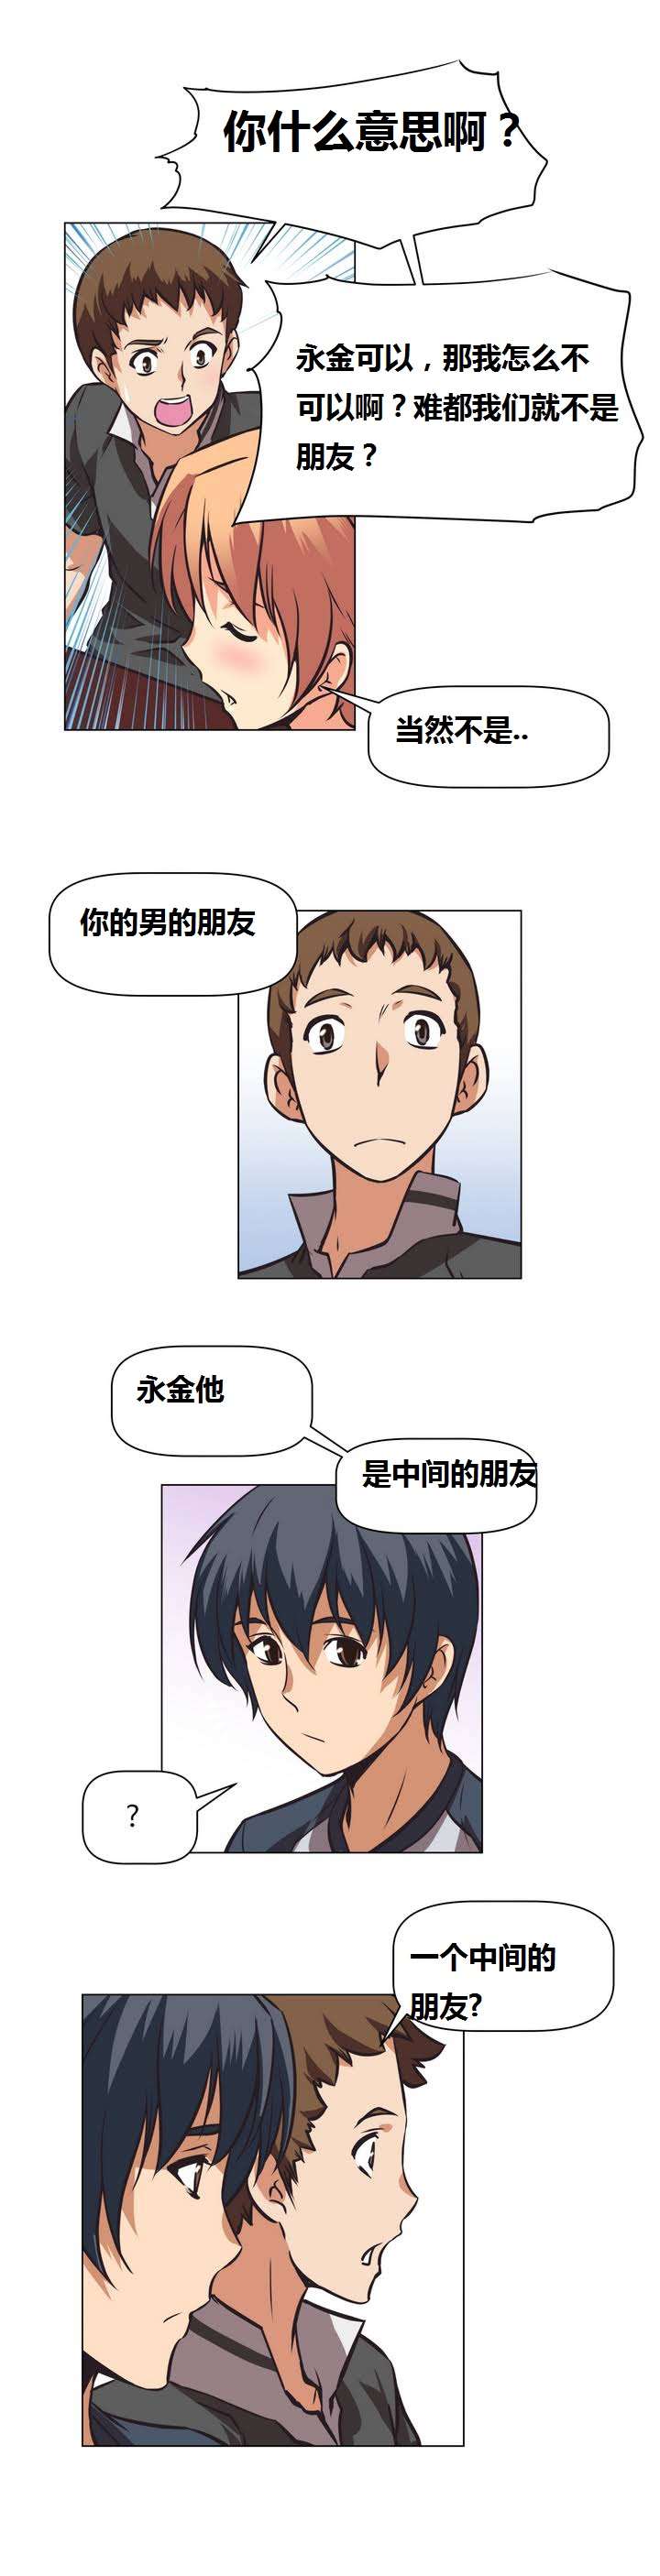 你什么意思啊？
永金可以，那我怎么不
可以啊？难都我们就不是
朋友？
当然不是..
你的男的朋友
永金他
是中间的朋友
?
一个中间的
朋友?